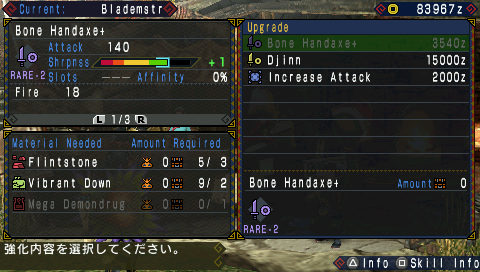 Current: Blademstr
83967z
Bone Handaxe+
Attack 140
Shrpnss +1
RARE-2 Slots ――― Affinity 0%
Fire 18
L 1/3 R
Material Needed Amount Required
Flintstone 0 5/ 3
Vibrant Down 0 9/ 2
Mega Demondrug 0 0/ 1
Upgrade
Bone Handaxe+ 3540z
Djinn 15000z
Increase Attack 2000z
Bone Handaxe+ Amount 0
RARE-2
強化内容を選択してください。
Info Skill Info